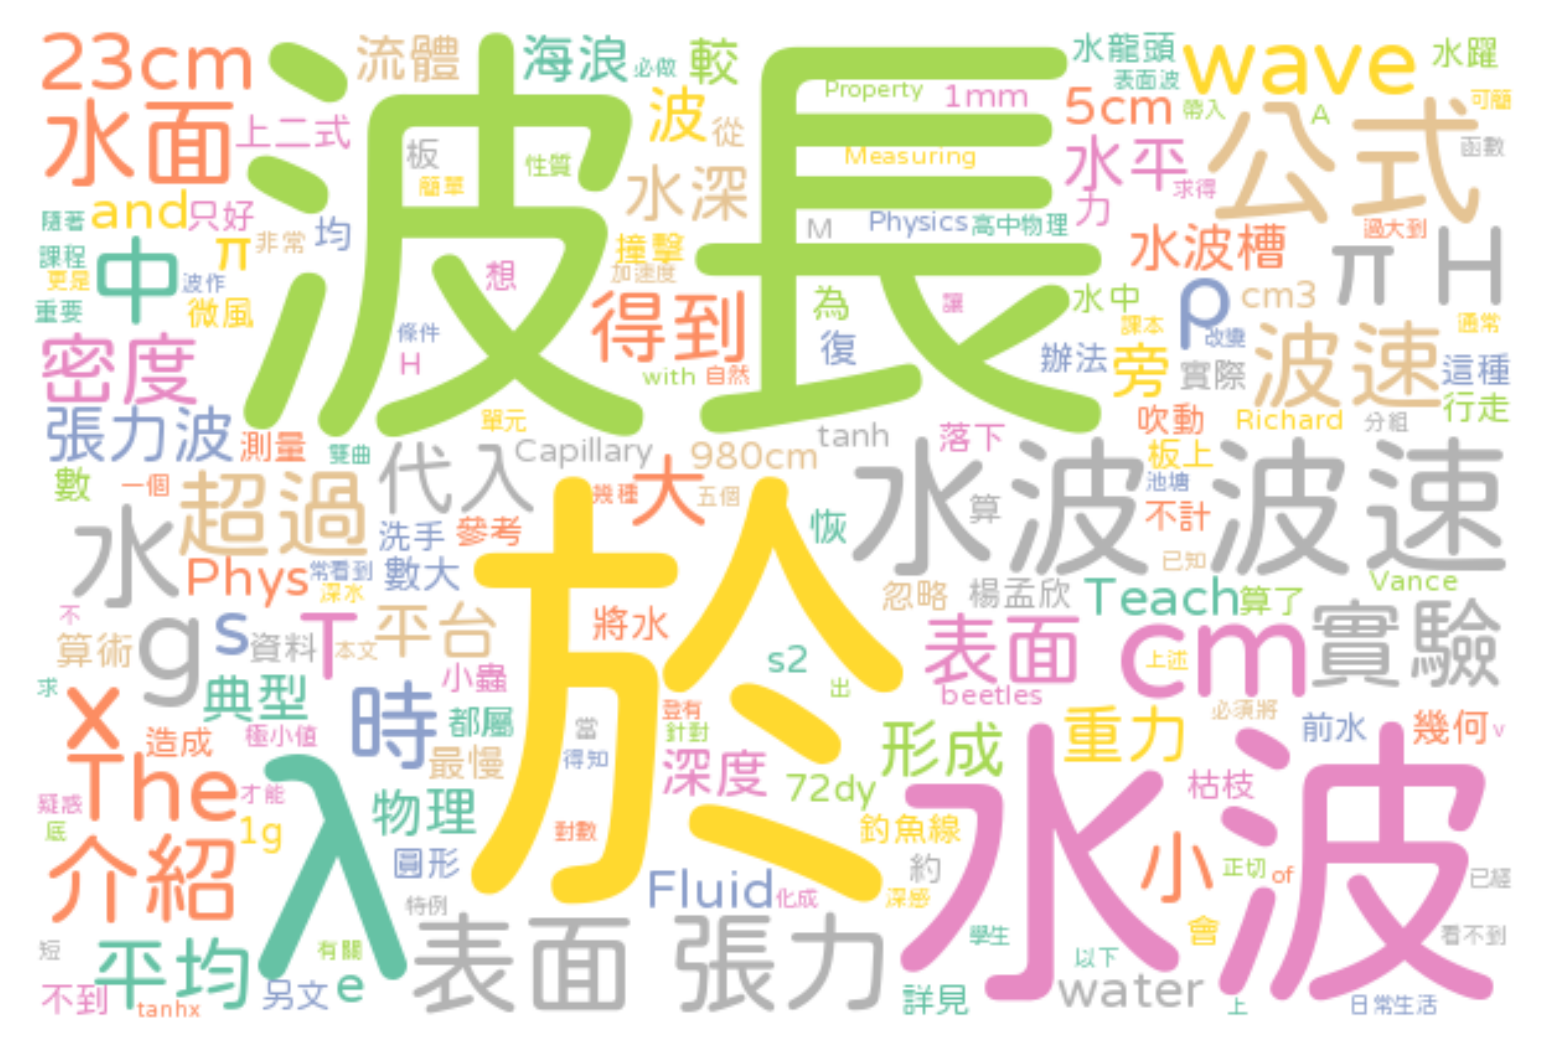 23cm
流體
海浪
必做
較
水龍頭
表面波
wave
水躍
波長
Property
1mm
5cm
帶入
A
可簡
水面
上二式
波
從
公式
函數
板
簡單
性質
水深
Measuring
水平
求得
力
and
只好
隨著
均
M
Physics
高中物理
過大到
課程
中
π
非常
撞擊
加速度
想
水波槽
π
H
更是
波作
重要
微風
得到
為
讓
水中
ρ
cm3
課本
改變
通常
密度
條件
H
with
自然
復
辦法
旁
實際
波速
這種
張力波
測量
雙曲
單元
Capillary
tanh
落下
吹動
Richard
分組
行走
數
一個
超過
代入
幾種
大
980cm
五個
水波
波速
板上
池塘
不計
算
恢
水
洗手
參考
於
已知
Phys
常看到
深水
數大
忽略
楊孟欣
Teach
算了
Vance
不
算術
g
s
資料
T
本文
平台
將水
表面
cm
上述
實驗
求
x
典型
小蟲
s2
出
beetles
時
都屬
當
登有
針對
形成
重力
必須將
前水
幾何
v
造成
極小值
最慢
得知
深度
72dy
水波
枯枝
疑惑
The
才能
λ
物理
底
1g
對數
釣魚線
介紹
圓形
約
小
正切
of
已經
特例
Fluid
化成
深感
短
平均
有關
表面
張力
學生
會
看不到
不到
tanhx
另文
e
詳見
以下
water
上
日常生活